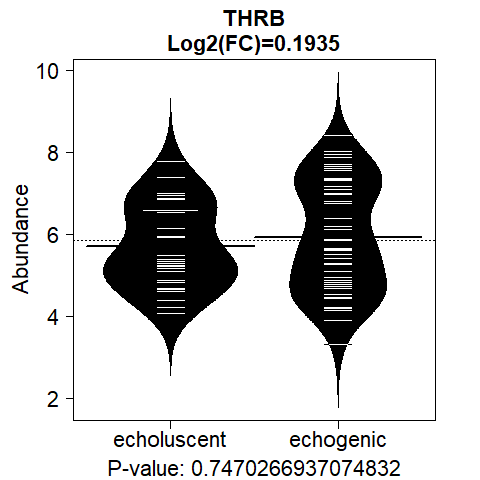 THRB
Log2(FC)=0.1935
10
8
6
4
2
Abundance
echoluscent echogenic
P-value: 0.7470266937074832